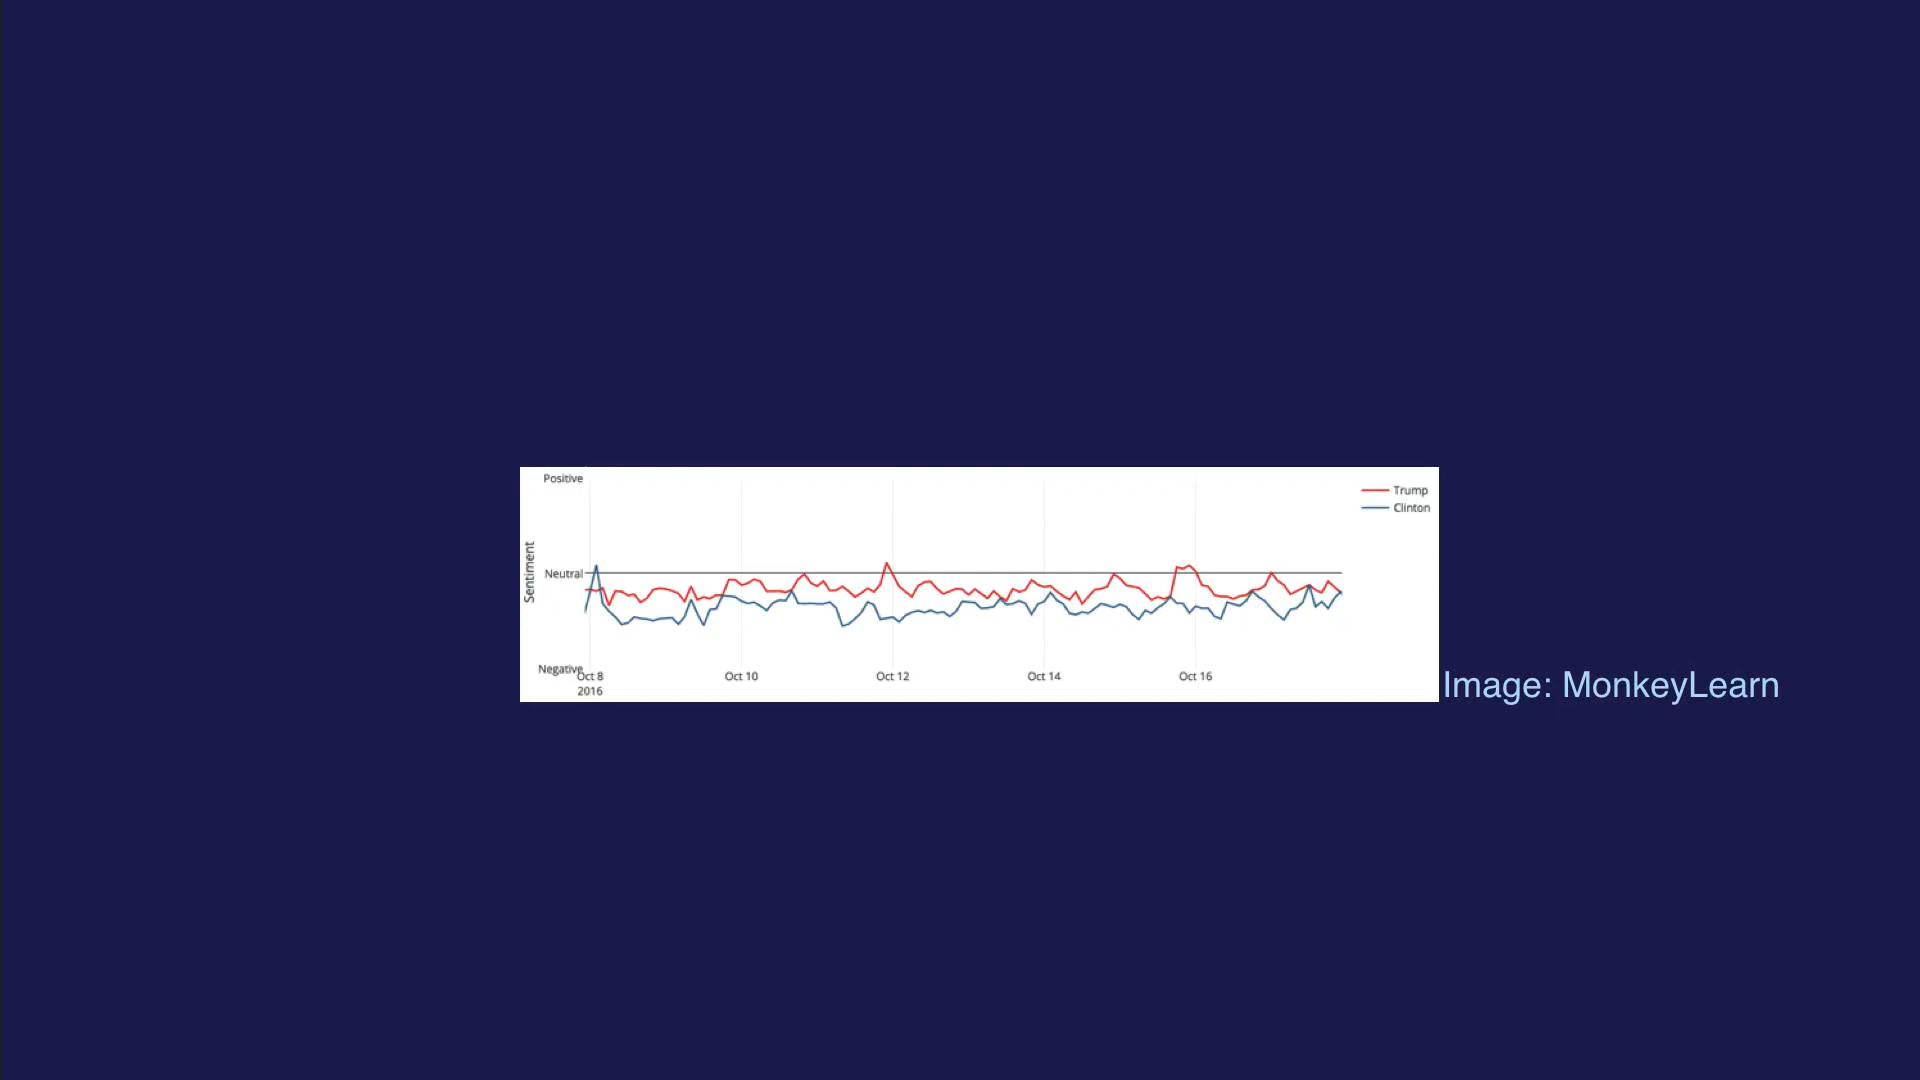 Positive
Trump
Clinton
Sentiment
Neutral
Negative
Oct 8
2016
Oct 10
Oct 12
Oct 14
Oct 16
Image: MonkeyLearn